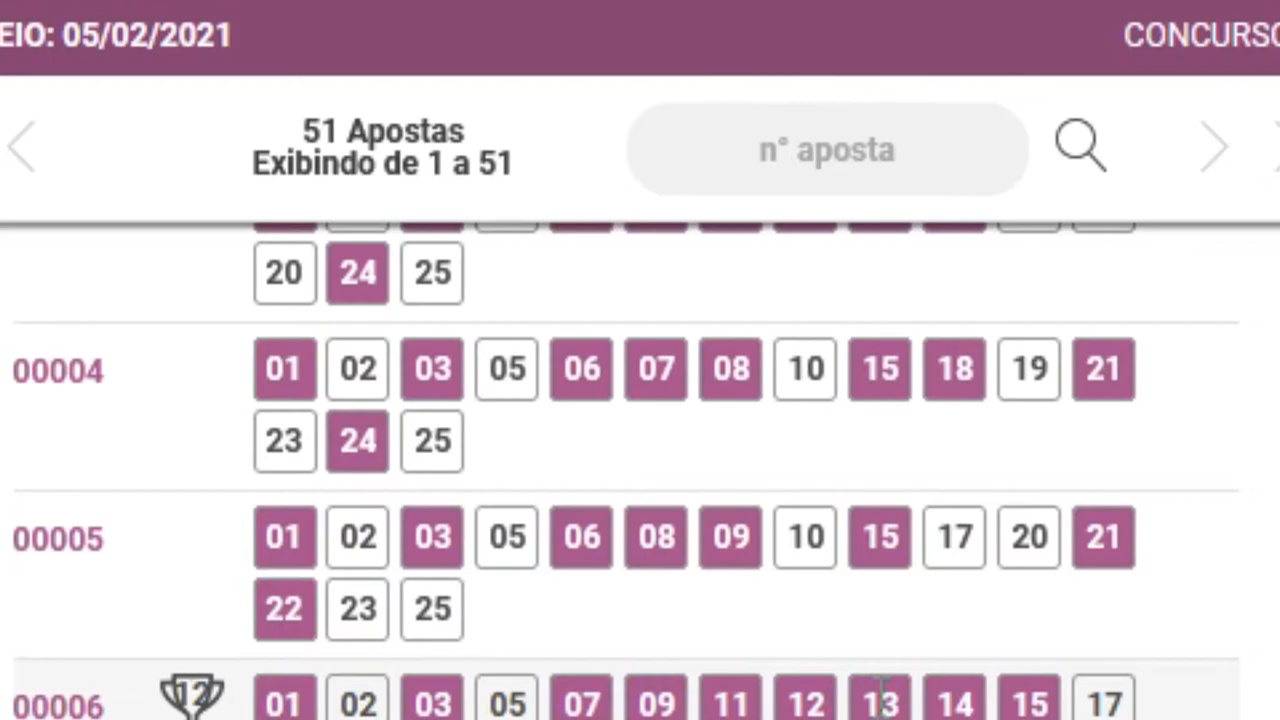 EIO: 05/02/2021 CONCURSO
51 Apostas
Exibindo de 1 a 51
n° aposta
20 24 25
00004 01 02 03 05 06 07 08 10 15 18 19 21
23 24 25
00005 01 02 03 05 06 08 09 10 15 17 20 21
22 23 25
00006 12 01 02 03 05 07 09 11 12 13 14 15 17